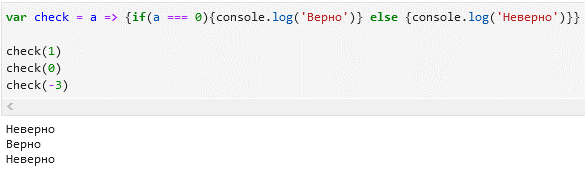 var check = a => {if(a === 0){console.log('Верно')} else {console.log('Неверно')}}
check(1)
check(0)
check(-3)
Неверно
Верно
Неверно